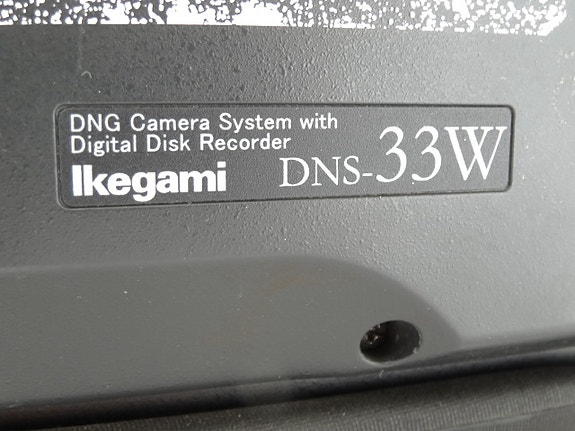 DNG Camera System with
Digital Disk Recorder
Ikegami DNS-33W